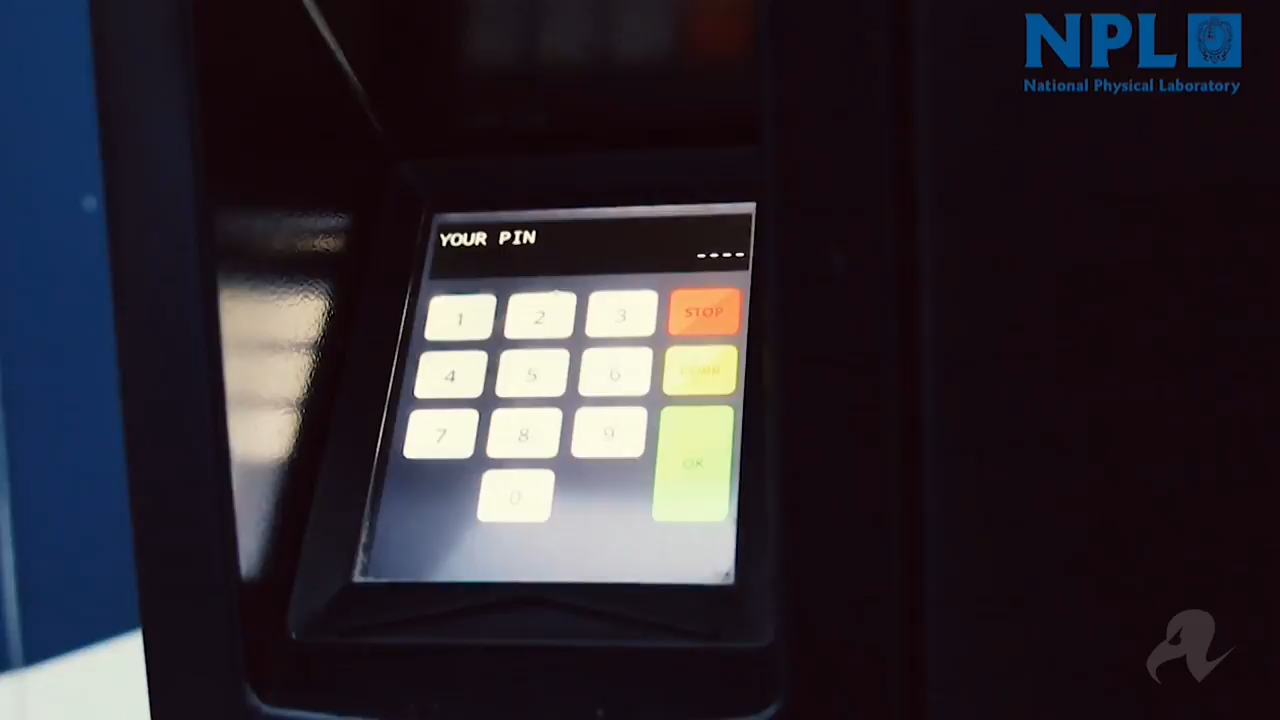 NPL
National Physical Laboratory
YOUR PIN
----
1 2 3 STOP
4 5 6 CORR
7 8 9
OK
0